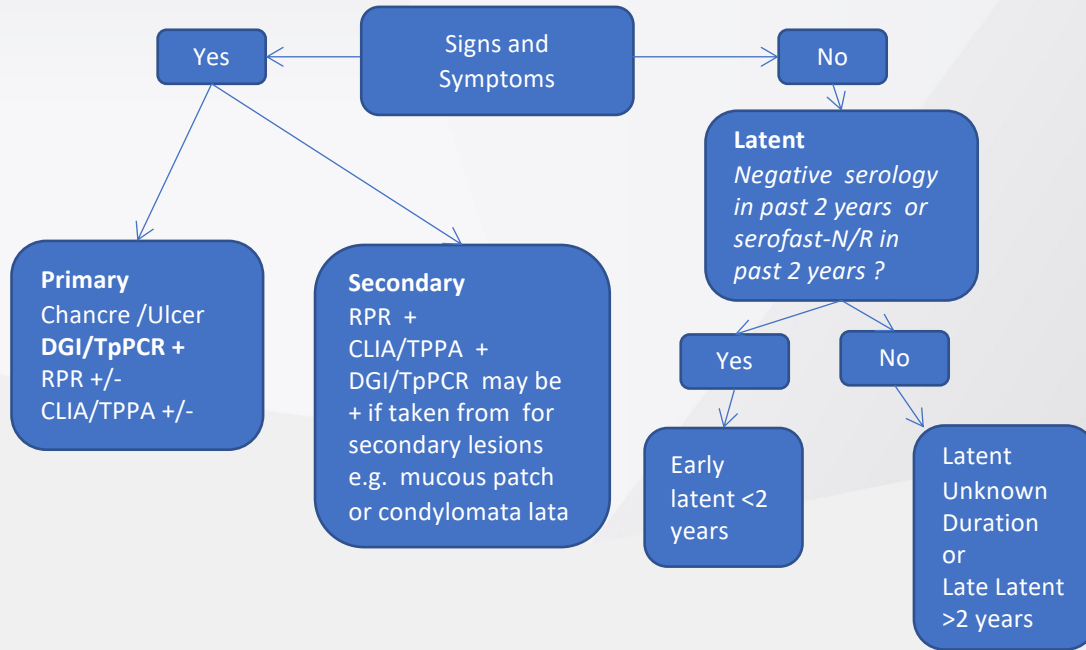 Signs and
Symptoms
Yes
No
Primary
Chancre /Ulcer
DGI/TpPCR +
RPR +/-
CLIA/TPPA +/-
Secondary
RPR +
CLIA/TPPA +
DGI/TpPCR may be
+ if taken from for
secondary lesions
e.g. mucous patch
or condylomata lata
Latent
Negative serology
in past 2 years or
serofast-N/R in
past 2 years ?
Yes
No
Early
latent <2
years
Latent
Unknown
Duration
or
Late Latent
>2 years